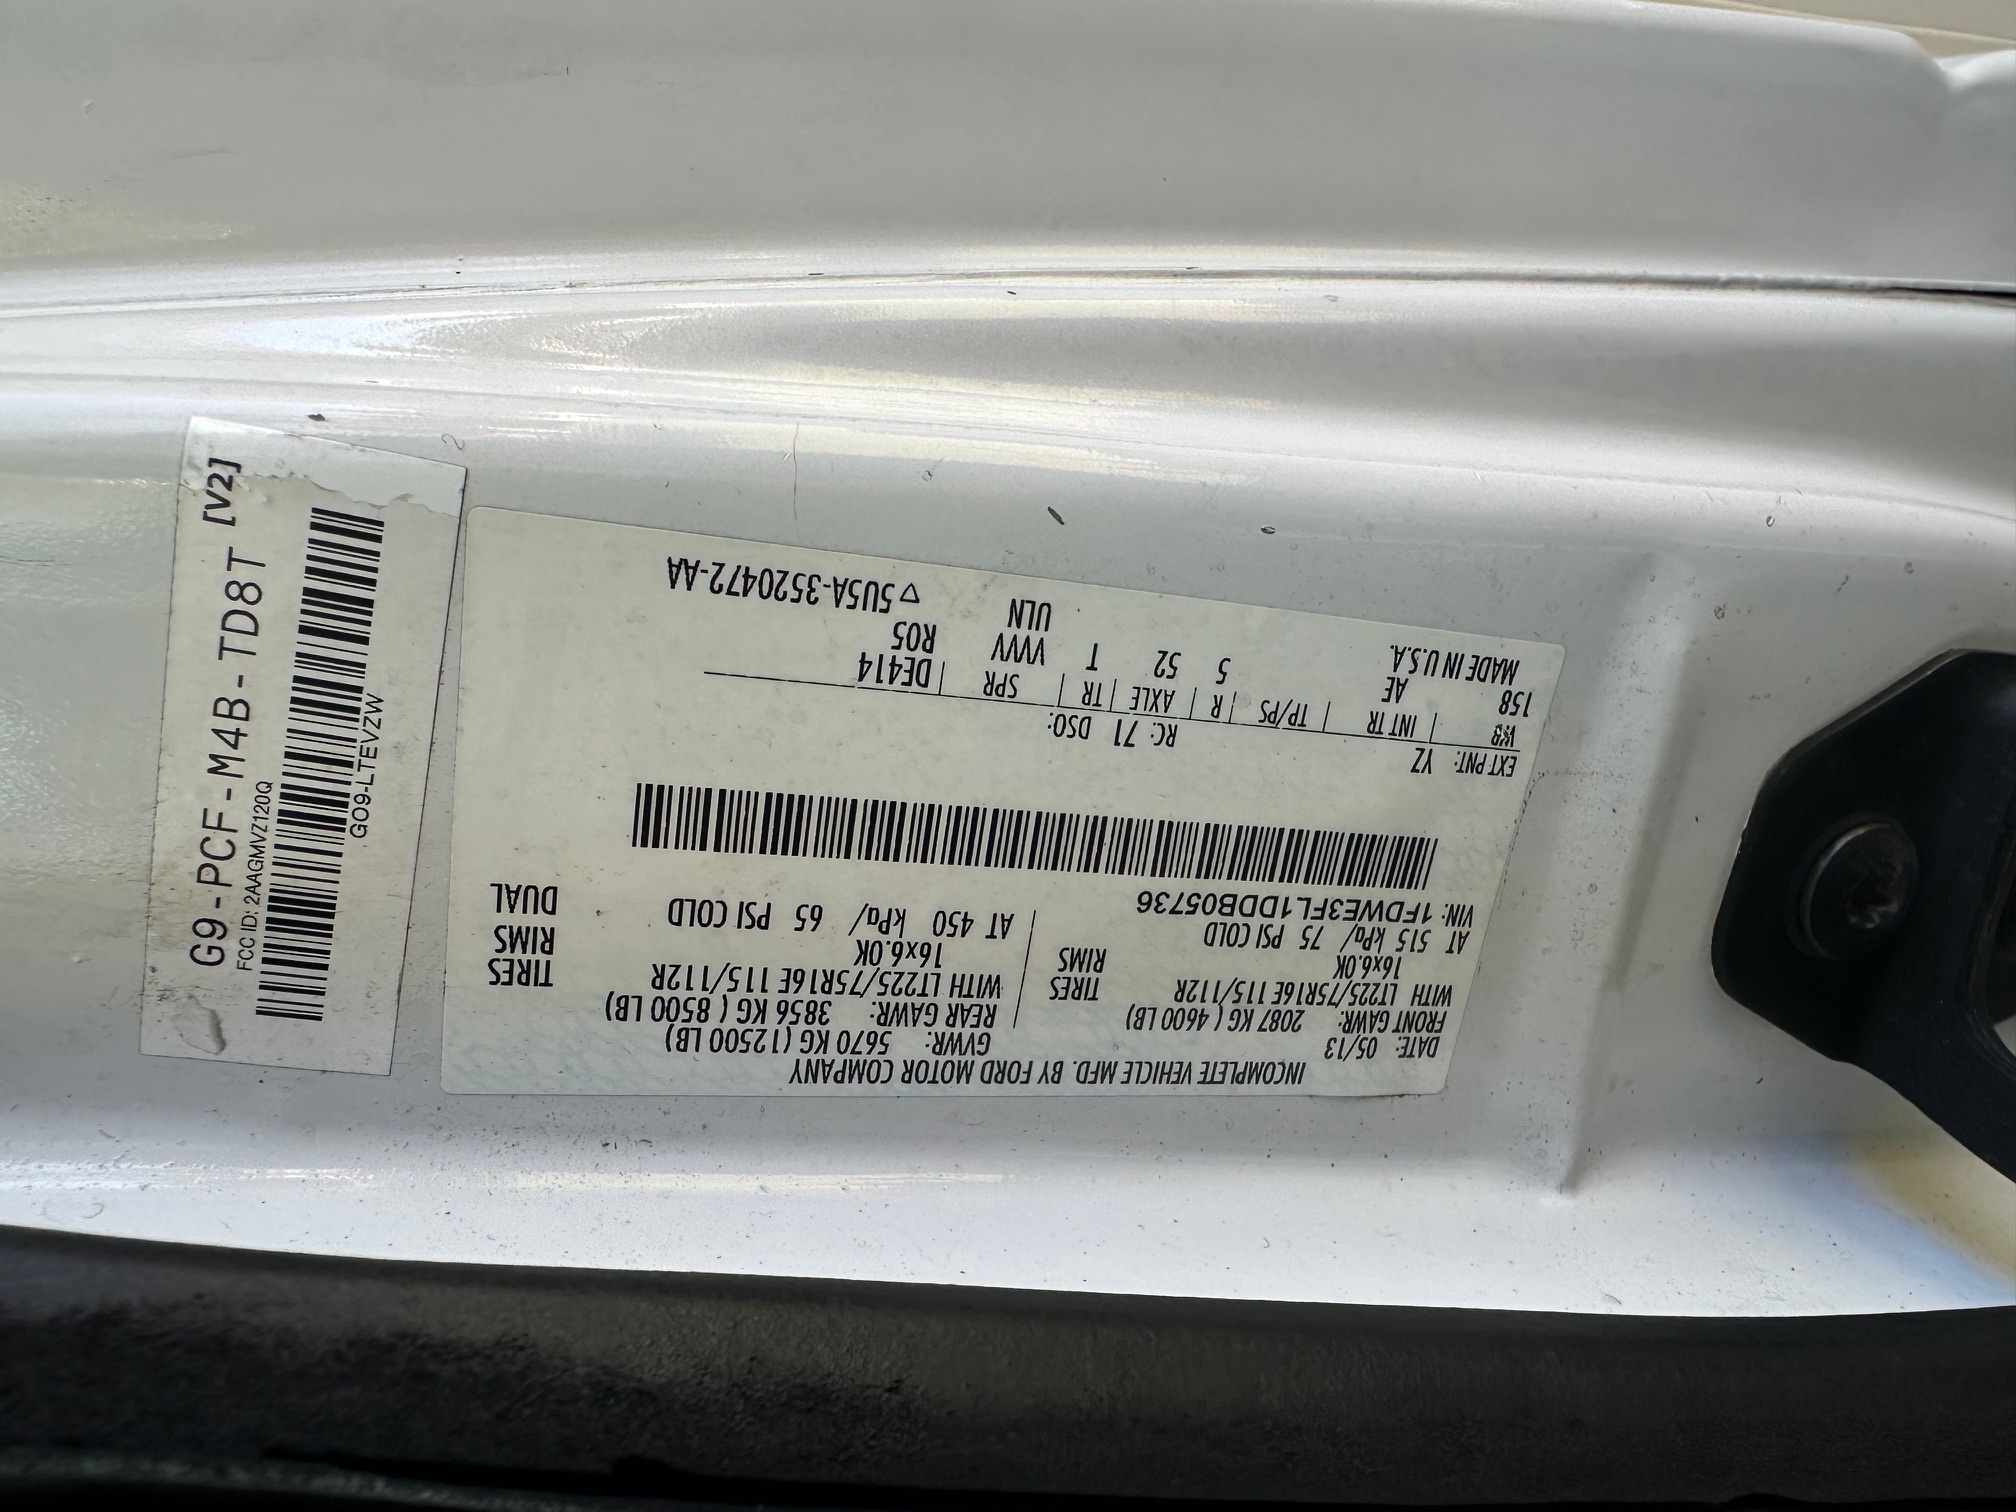 INCOMPLETE VEHICLE MFD. BY FORD MOTOR COMPANY
DATE: 05/13 GVWR: 5670 KG (12500 LB)
FRONT GAWR: 2087 KG ( 4600 LB) REAR GAWR: 3856 KG ( 8500 LB)
WITH LT225/75R16E 115/112R TIRES WITH LT225/75R16E 115/112R TIRES
16x6.0K RIMS 16x6.0K RIMS
AT 515 kPa/ 75 PSI COLD AT 450 kPa/ 65 PSI COLD DUAL
VIN: 1FDWE3FL1DDB05736
EXT PNT: YZ RC: 71 DSO:
WB INT TR TP/PS R AXLE TR SPR DE414
158 AE 5 52 T VVVV R05
MADE IN U.S.A. ULN ▽5U5A-3520472-AA
G9-PCF-M4B-TD8T [V2]
FCC ID: 2AAGMVZ120Q
GO9-LTEVZW